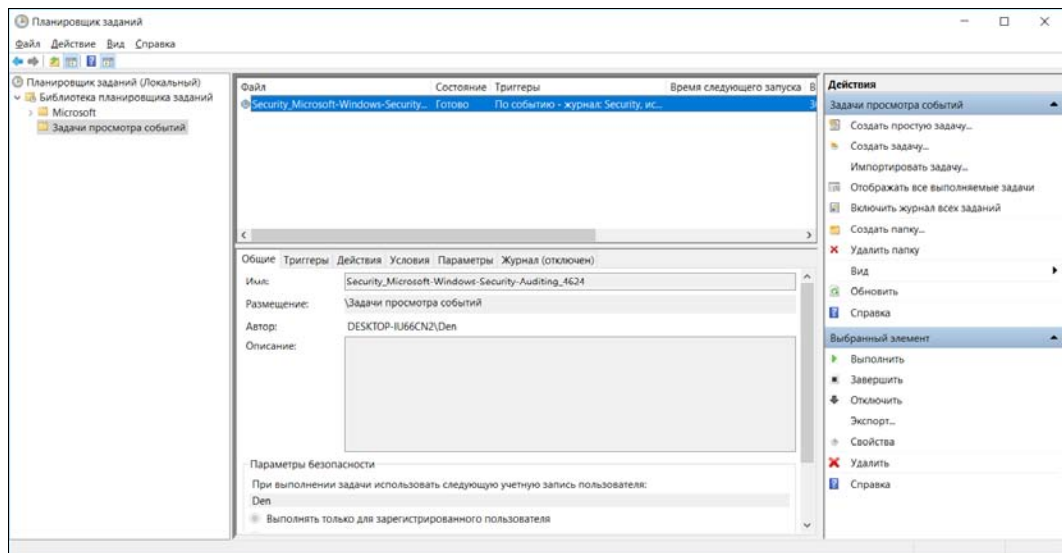 Планировщик заданий
Файл Действие Вид Справка
Планировщик заданий (Локальный)
Библиотека планировщика заданий
Microsoft
Задачи просмотра событий
Файл Состояние Триггеры Время следующего запуска В
Security_Microsoft-Windows-Security... Готово По событию - журнал: Security, ис... 3
Общие Триггеры Действия Условия Параметры Журнал (отключен)
Имя: Security_Microsoft-Windows-Security-Auditing_4624
Размещение: \Задачи просмотра событий
Автор: DESKTOP-IU66CN2\Den
Описание:
Параметры безопасности
При выполнении задачи использовать следующую учетную запись пользователя:
Den
Выполнять только для зарегистрированного пользователя
Действия
Задачи просмотра событий
Создать простую задачу...
Создать задачу...
Импортировать задачу...
Отображать все выполняемые задачи
Включить журнал всех заданий
Создать папку...
Удалить папку
Вид
Обновить
Справка
Выбранный элемент
Выполнить
Завершить
Отключить
Экспорт...
Свойства
Удалить
Справка